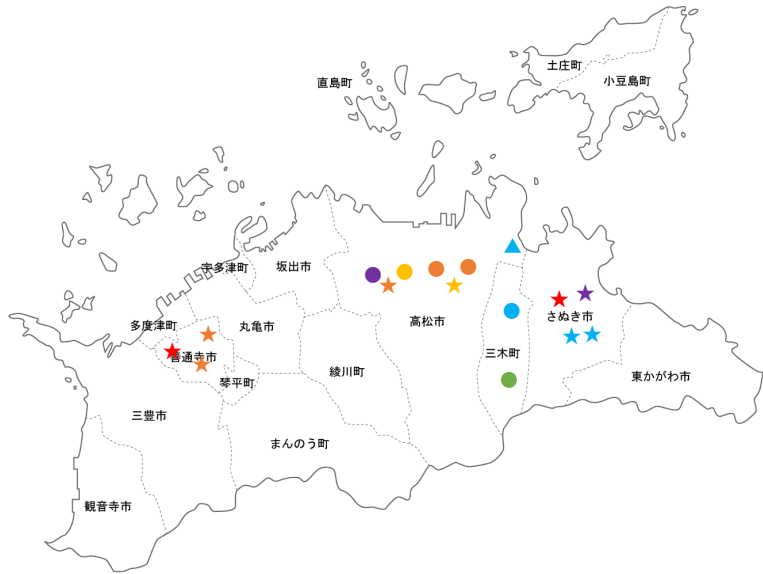 土庄町
小豆島町
直島町
宇多津町
坂出市
多度津町
丸亀市
高松市
さぬき市
善通寺市
三木町
綾川町
琴平町
東かがわ市
三豊市
まんのう町
観音寺市